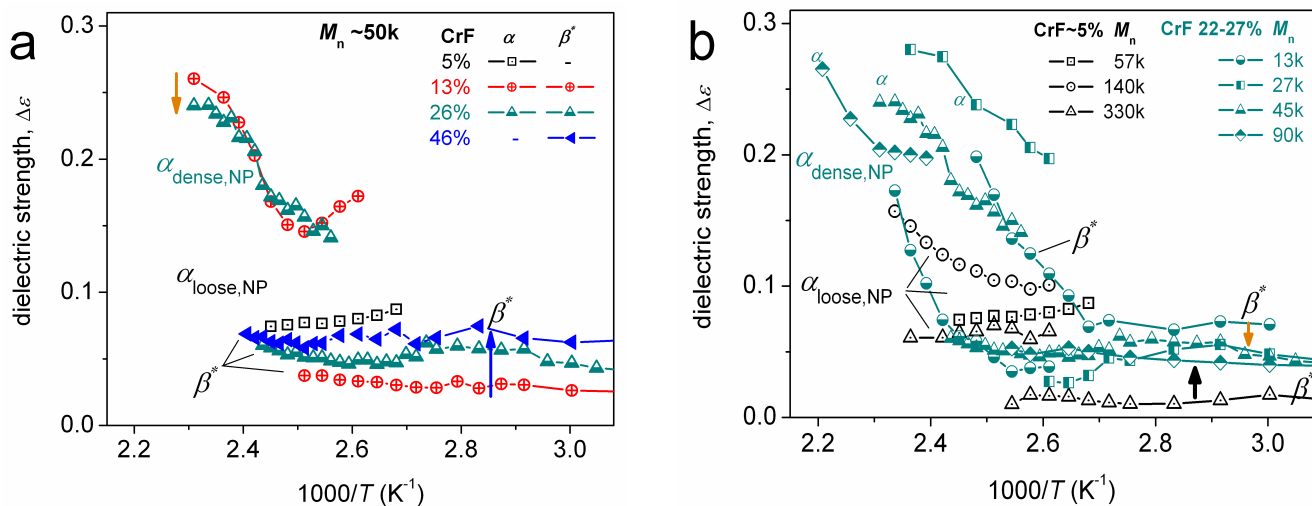 a
M_n ~50k
CrF α β*
5% -
13%
26%
46% -
α_dense,NP
α_loose,NP
β*
β*
0.3
0.2
0.1
0.0
2.2 2.4 2.6 2.8 3.0
dielectric strength, Δε
1000/T (K⁻¹)
b
CrF~5% M_n
57k
140k
330k
CrF 22-27% M_n
13k
27k
45k
90k
α
α
α
α_dense,NP
α_loose,NP
β*
β*
β*
0.3
0.2
0.1
0.0
2.2 2.4 2.6 2.8 3.0
dielectric strength, Δε
1000/T (K⁻¹)